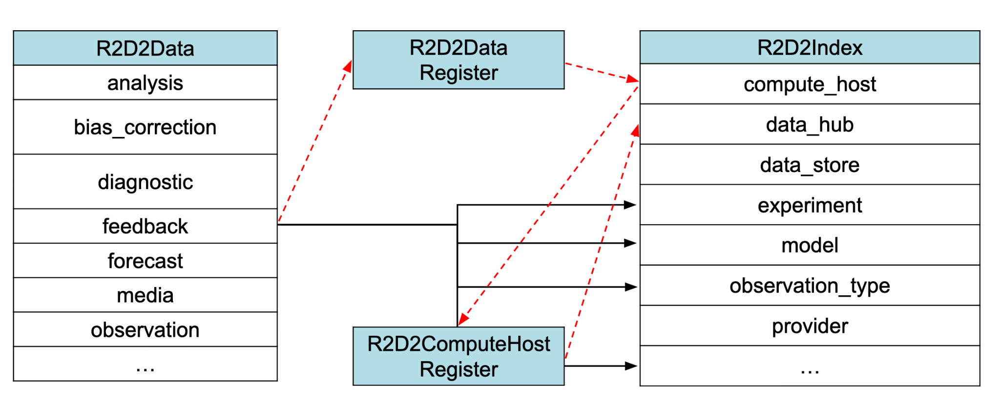 R2D2Data
analysis
bias_correction
diagnostic
feedback
forecast
media
observation
...
R2D2Data
Register
R2D2ComputeHost
Register
R2D2Index
compute_host
data_hub
data_store
experiment
model
observation_type
provider
...